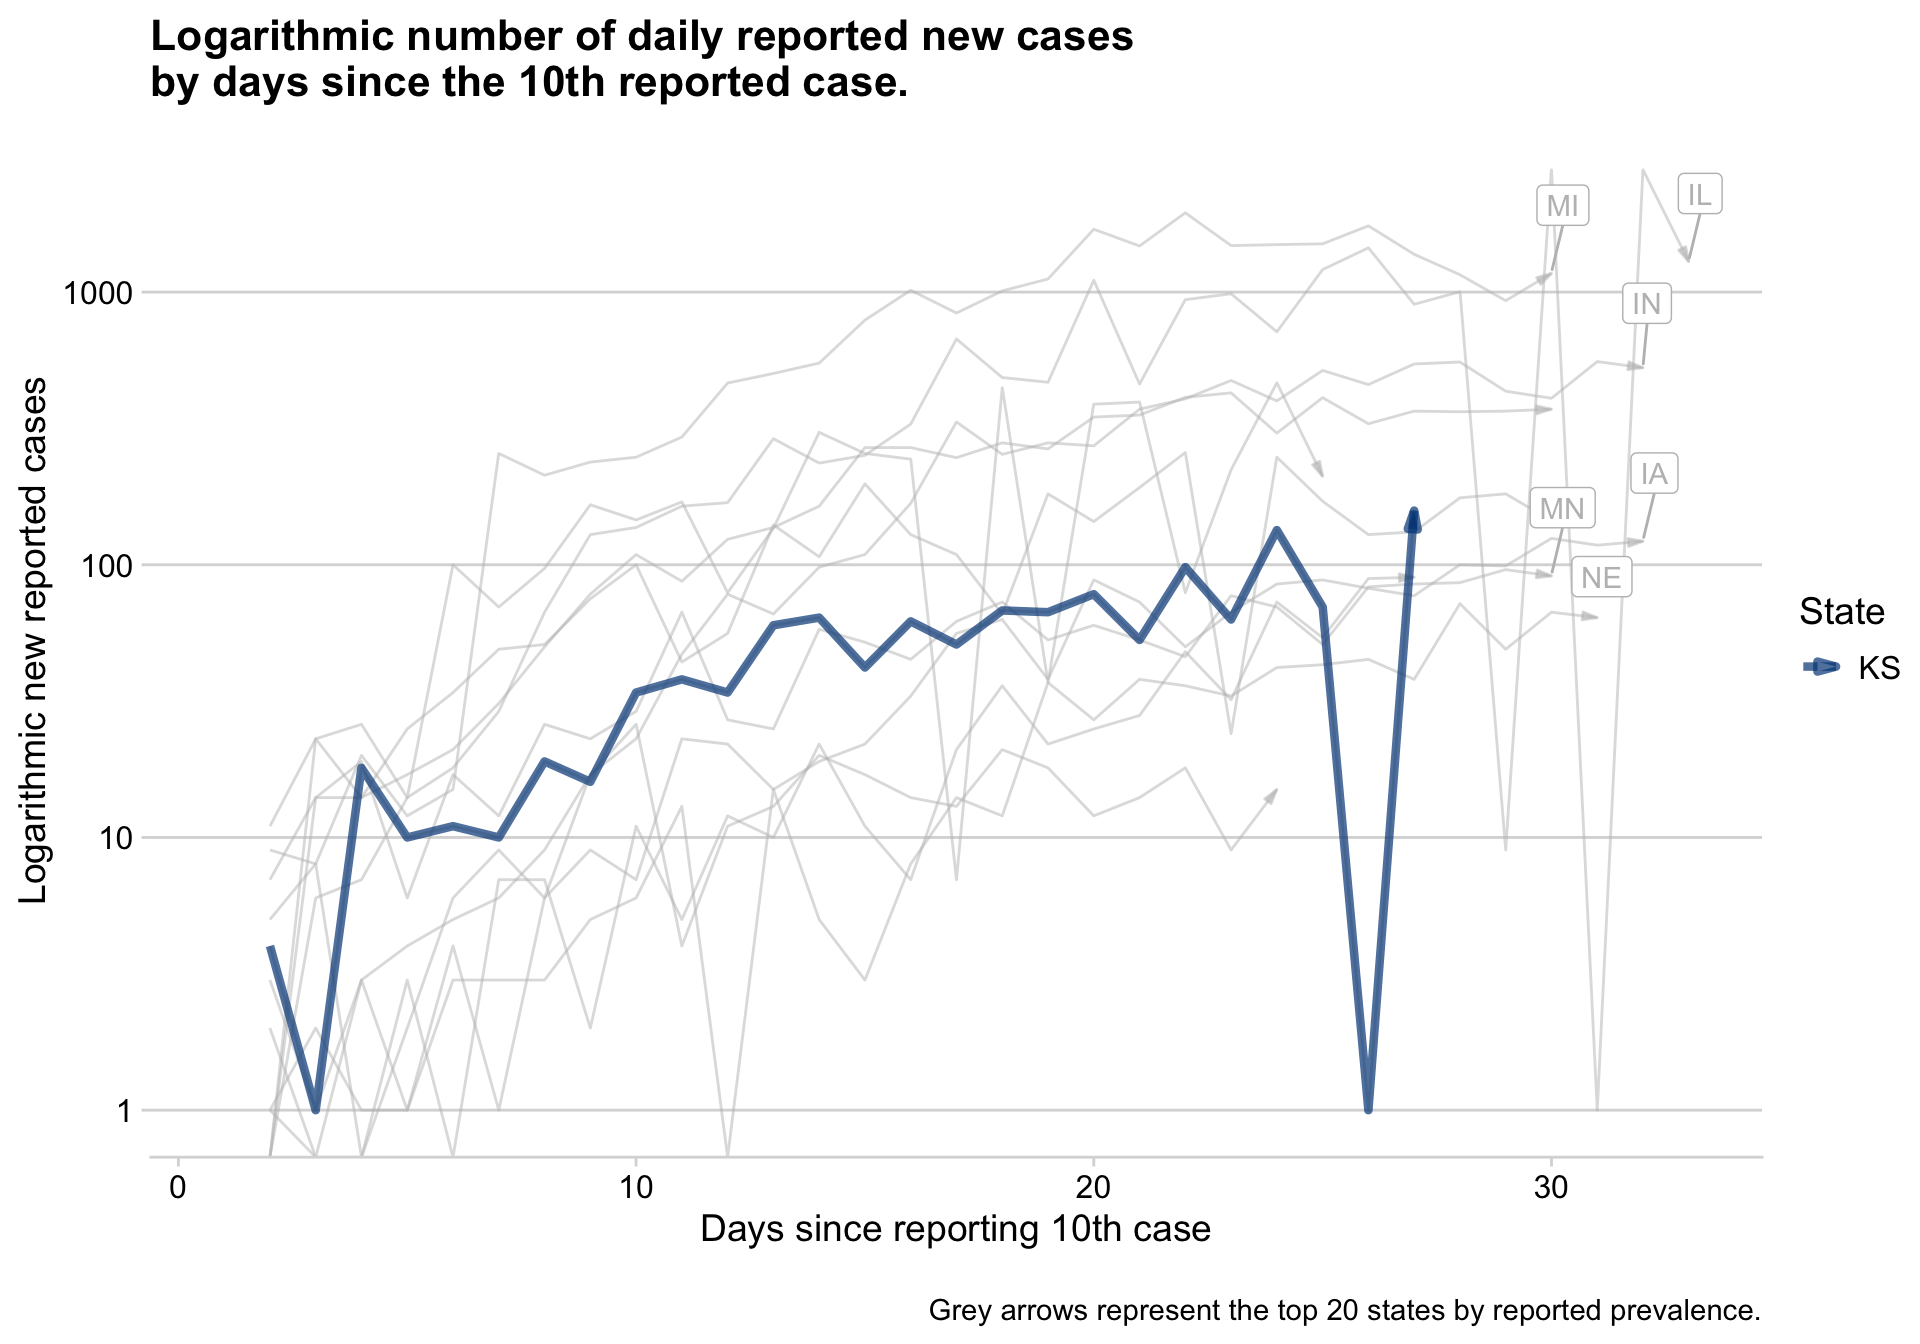 Logarithmic number of daily reported new cases
by days since the 10th reported case.
Logarithmic new reported cases
1000
100
10
1
MI
IL
IN
IA
MN
NE
State
KS
0
10
20
30
Days since reporting 10th case
Grey arrows represent the top 20 states by reported prevalence.